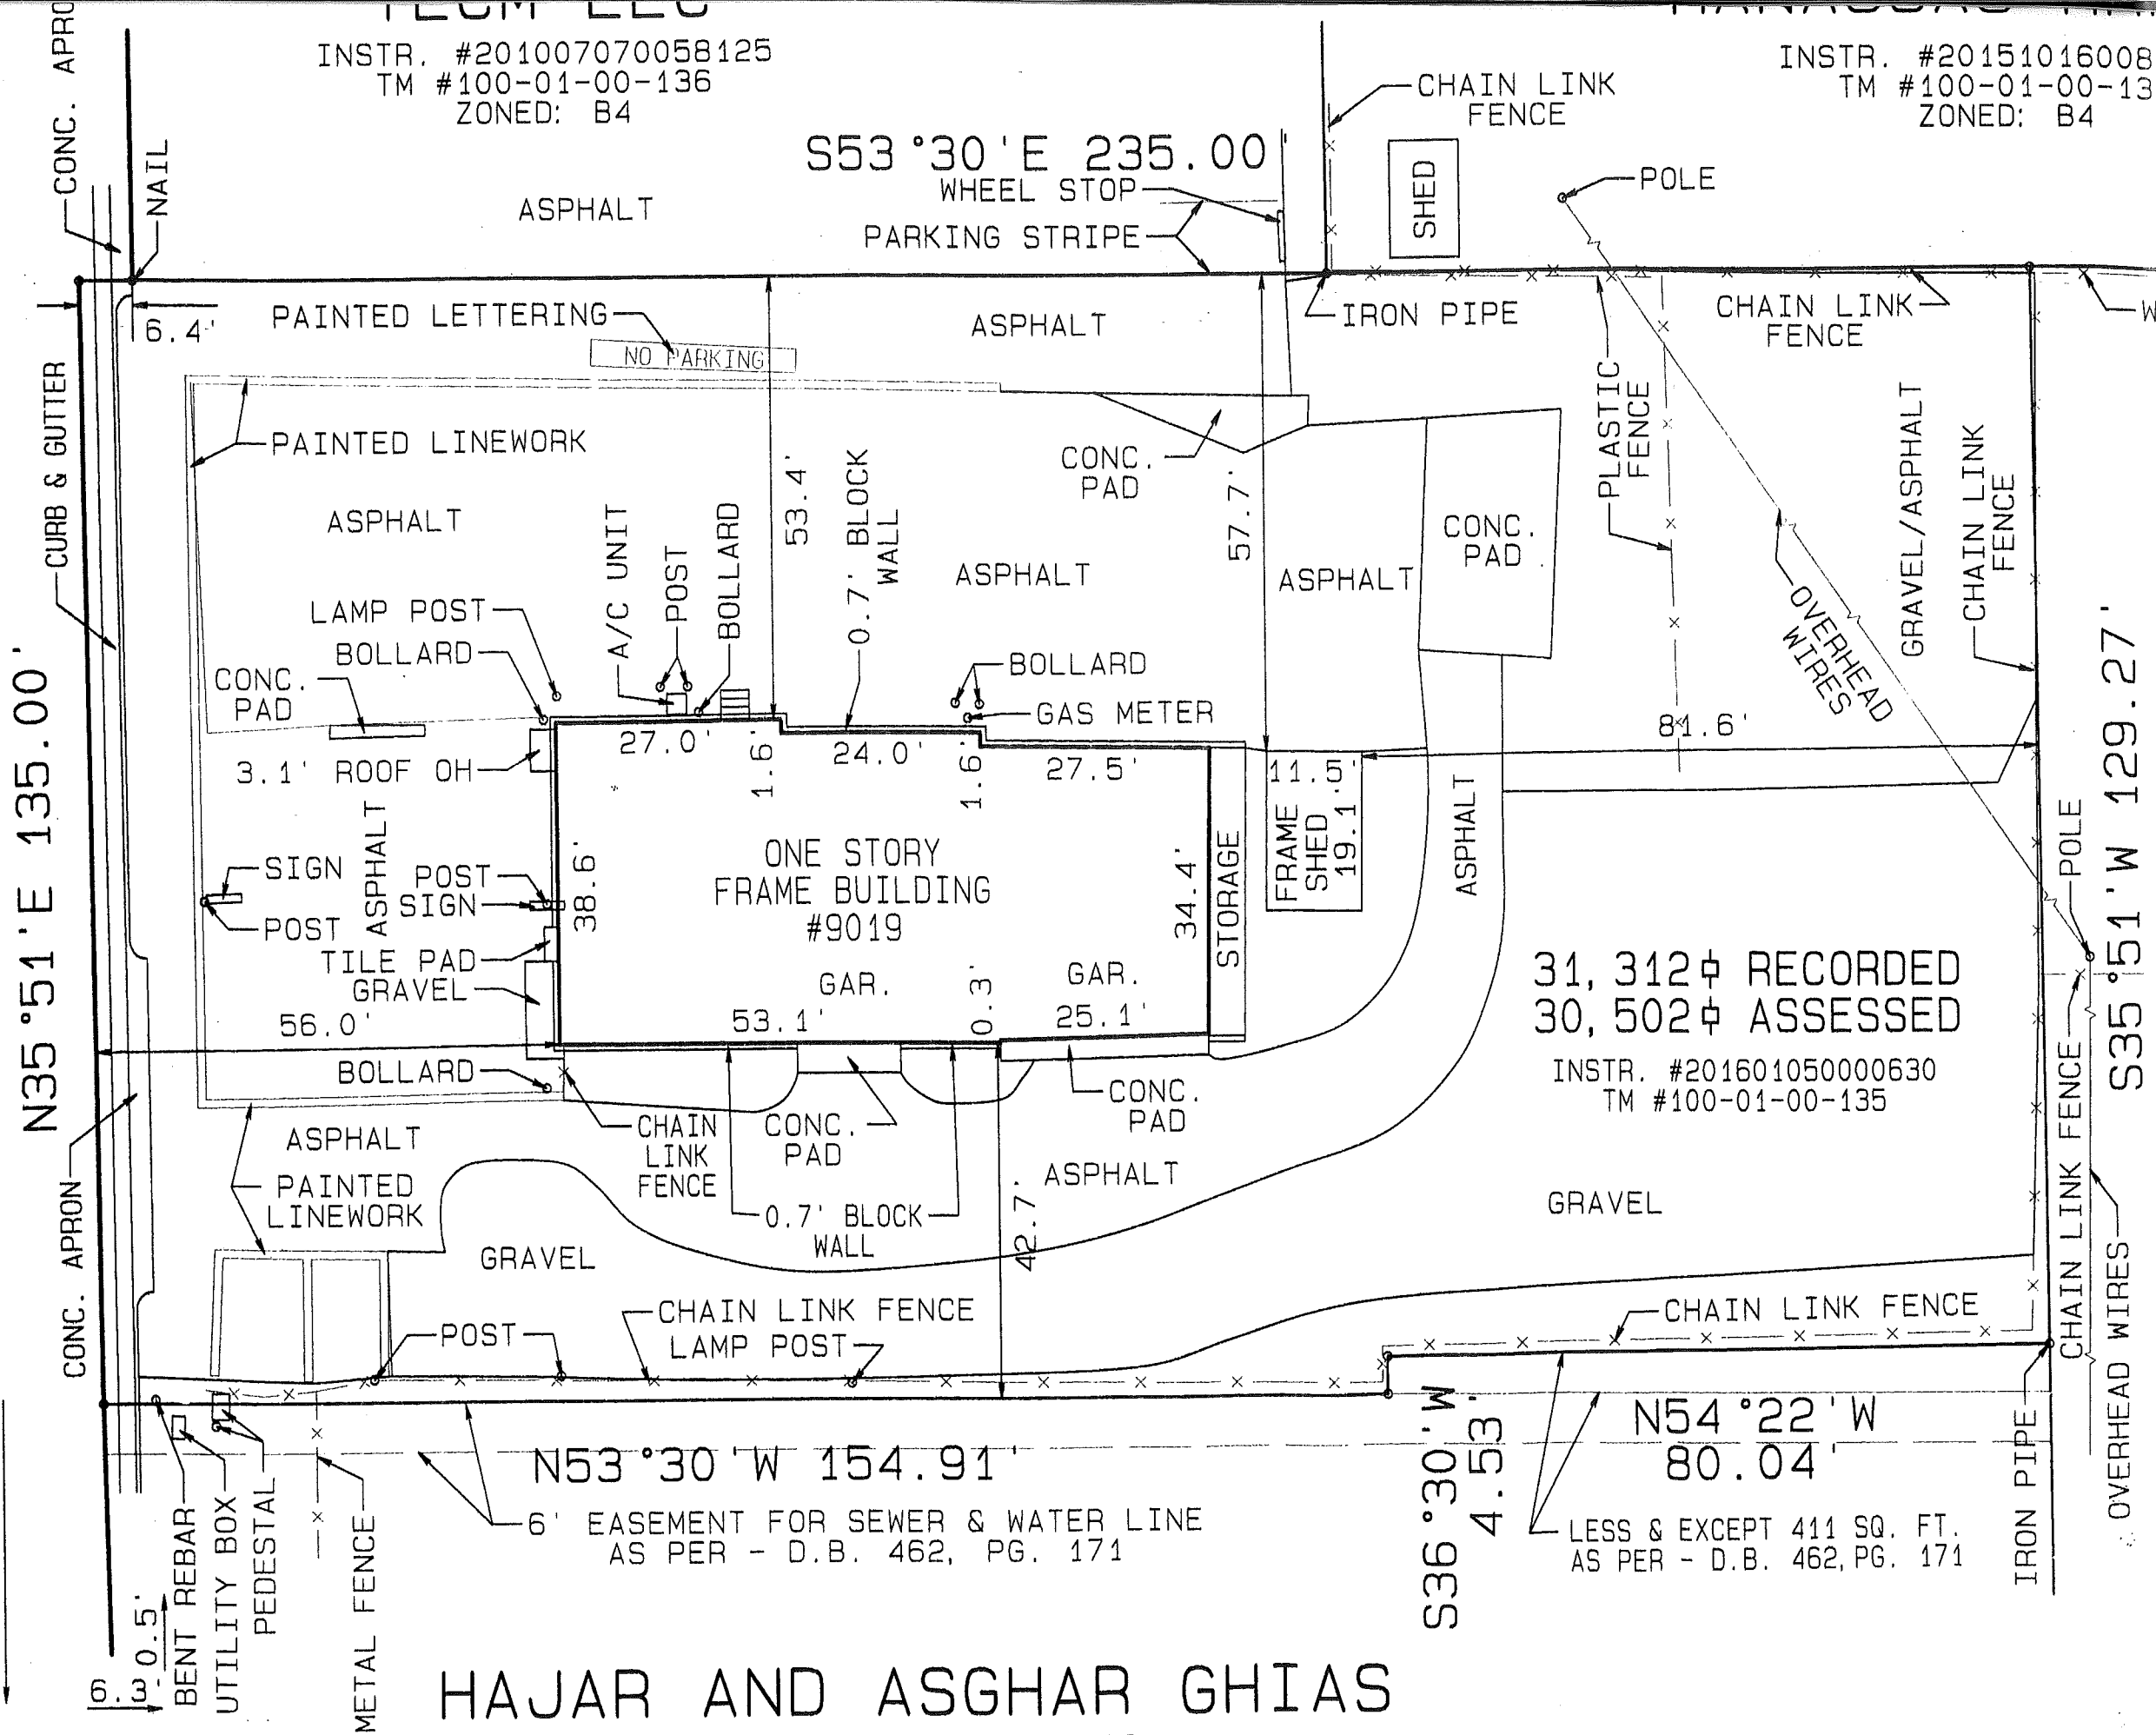 INSTR. #201007070058125
TM #100-01-00-136
ZONED: B4
INSTR. #20151016008
TM #100-01-00-13
ZONED: B4
CONC. APRO
NAIL
CHAIN LINK
FENCE
S53°30'E 235.00'
SHED
POLE
ASPHALT
WHEEL STOP
PARKING STRIPE
6.4'
PAINTED LETTERING
NO PARKING
ASPHALT
IRON PIPE
CHAIN LINK
FENCE
W
CURB & GUTTER
PAINTED LINEWORK
CONC.
PAD
PLASTIC
FENCE
GRAVEL/ASPHALT
CHAIN LINK
FENCE
ASPHALT
53.4'
0.7' BLOCK
WALL
57.7'
CONC.
PAD
A/C UNIT
POST
BOLLARD
ASPHALT
ASPHALT
LAMP POST
BOLLARD
CONC.
PAD
BOLLARD
GAS METER
OVERHEAD
WIRES
N35°51'E 135.00'
S35°51'W 129.27'
81.6'
3.1' ROOF OH
27.0'
1.6'
24.0'
1.6'
27.5'
11.5'
FRAME
SHED
19.1'
ASPHALT
ASPHALT
SIGN
POST
POST
SIGN
38.6'
ONE STORY
FRAME BUILDING
#9019
34.4'
STORAGE
POLE
TILE PAD
GRAVEL
GAR.
0.3'
GAR.
56.0'
53.1'
25.1'
31,312 RECORDED
30,502 ASSESSED
INSTR. #201601050000630
TM #100-01-00-135
BOLLARD
CONC. APRON
ASPHALT
PAINTED
LINEWORK
CHAIN
LINK
FENCE
CONC.
PAD
CONC.
PAD
0.7' BLOCK
WALL
42.7'
ASPHALT
GRAVEL
GRAVEL
CHAIN LINK FENCE
POST
CHAIN LINK FENCE
LAMP POST
CHAIN LINK FENCE
OVERHEAD WIRES
N53°30'W 154.91'
S36°30'W
4.53'
N54°22'W
80.04'
IRON PIPE
6' EASEMENT FOR SEWER & WATER LINE
AS PER - D.B. 462, PG. 171
LESS & EXCEPT 411 SQ. FT.
AS PER - D.B. 462, PG. 171
6.3'
0.5'
BENT REBAR
UTILITY BOX
PEDESTAL
METAL FENCE
HAJAR AND ASGHAR GHIAS